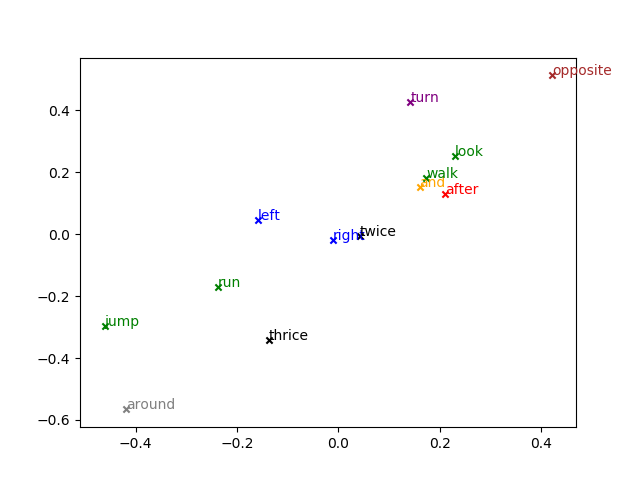 opposite
turn
0.4
look
0.2
walk
and
after
left
twice
0.0
right
run
−0.2
jump
thrice
−0.4
around
−0.6
−0.4 −0.2 0.0 0.2 0.4